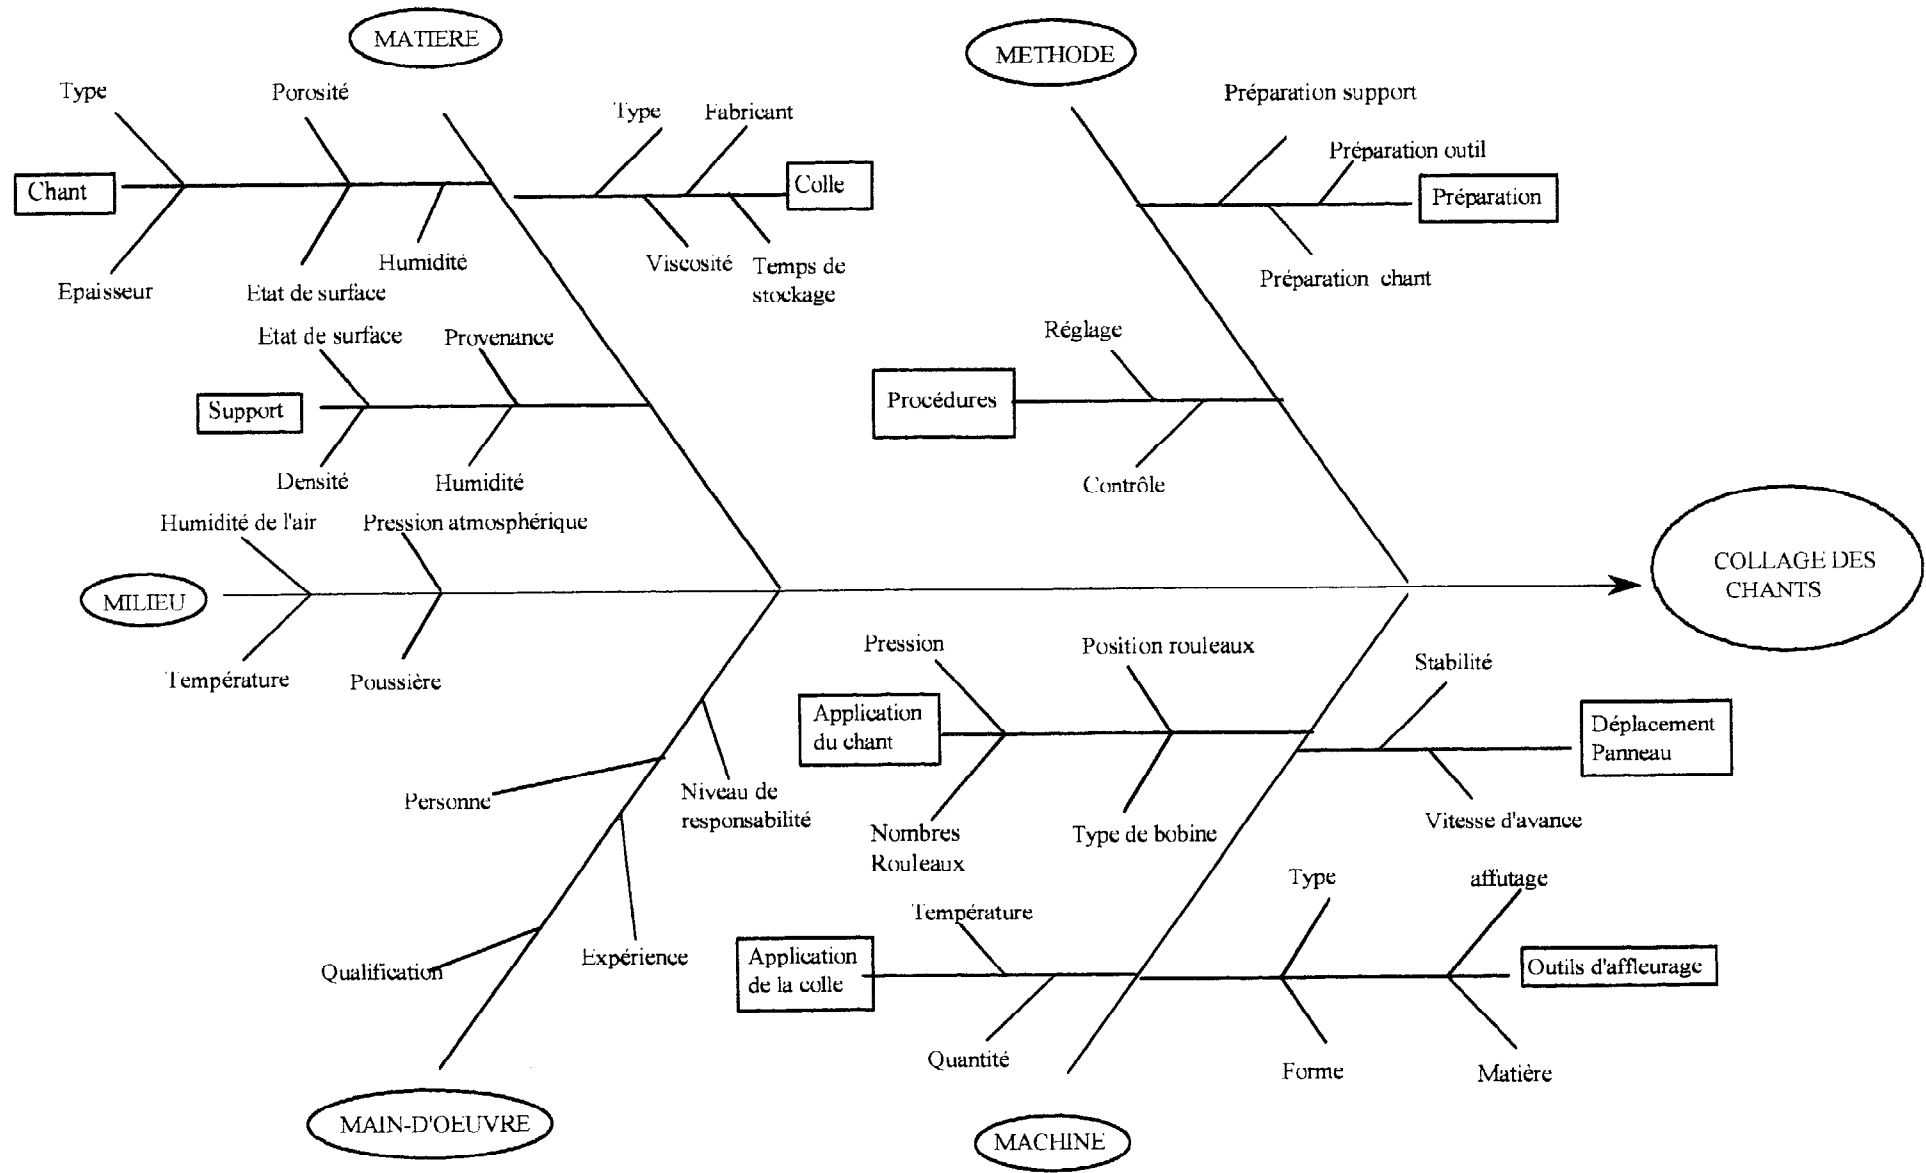 MATIERE
METHODE
Type
Porosité
Type
Fabricant
Préparation support
Préparation outil
Chant
Colle
Préparation
Humidité
Viscosité
Temps de
stockage
Epaisseur
Etat de surface
Préparation chant
Etat de surface
Provenance
Réglage
Support
Procédures
Densité
Humidité
Contrôle
Humidité de l'air
Pression atmosphérique
COLLAGE DES
CHANTS
MILIEU
Température
Poussière
Pression
Position rouleaux
Stabilité
Application
du chant
Déplacement
Panneau
Personne
Niveau de
responsabilité
Nombres
Rouleaux
Type de bobine
Vitesse d'avance
Type
affutage
Température
Qualification
Expérience
Application
de la colle
Outils d'affleurage
Quantité
Forme
Matière
MAIN-D'OEUVRE
MACHINE